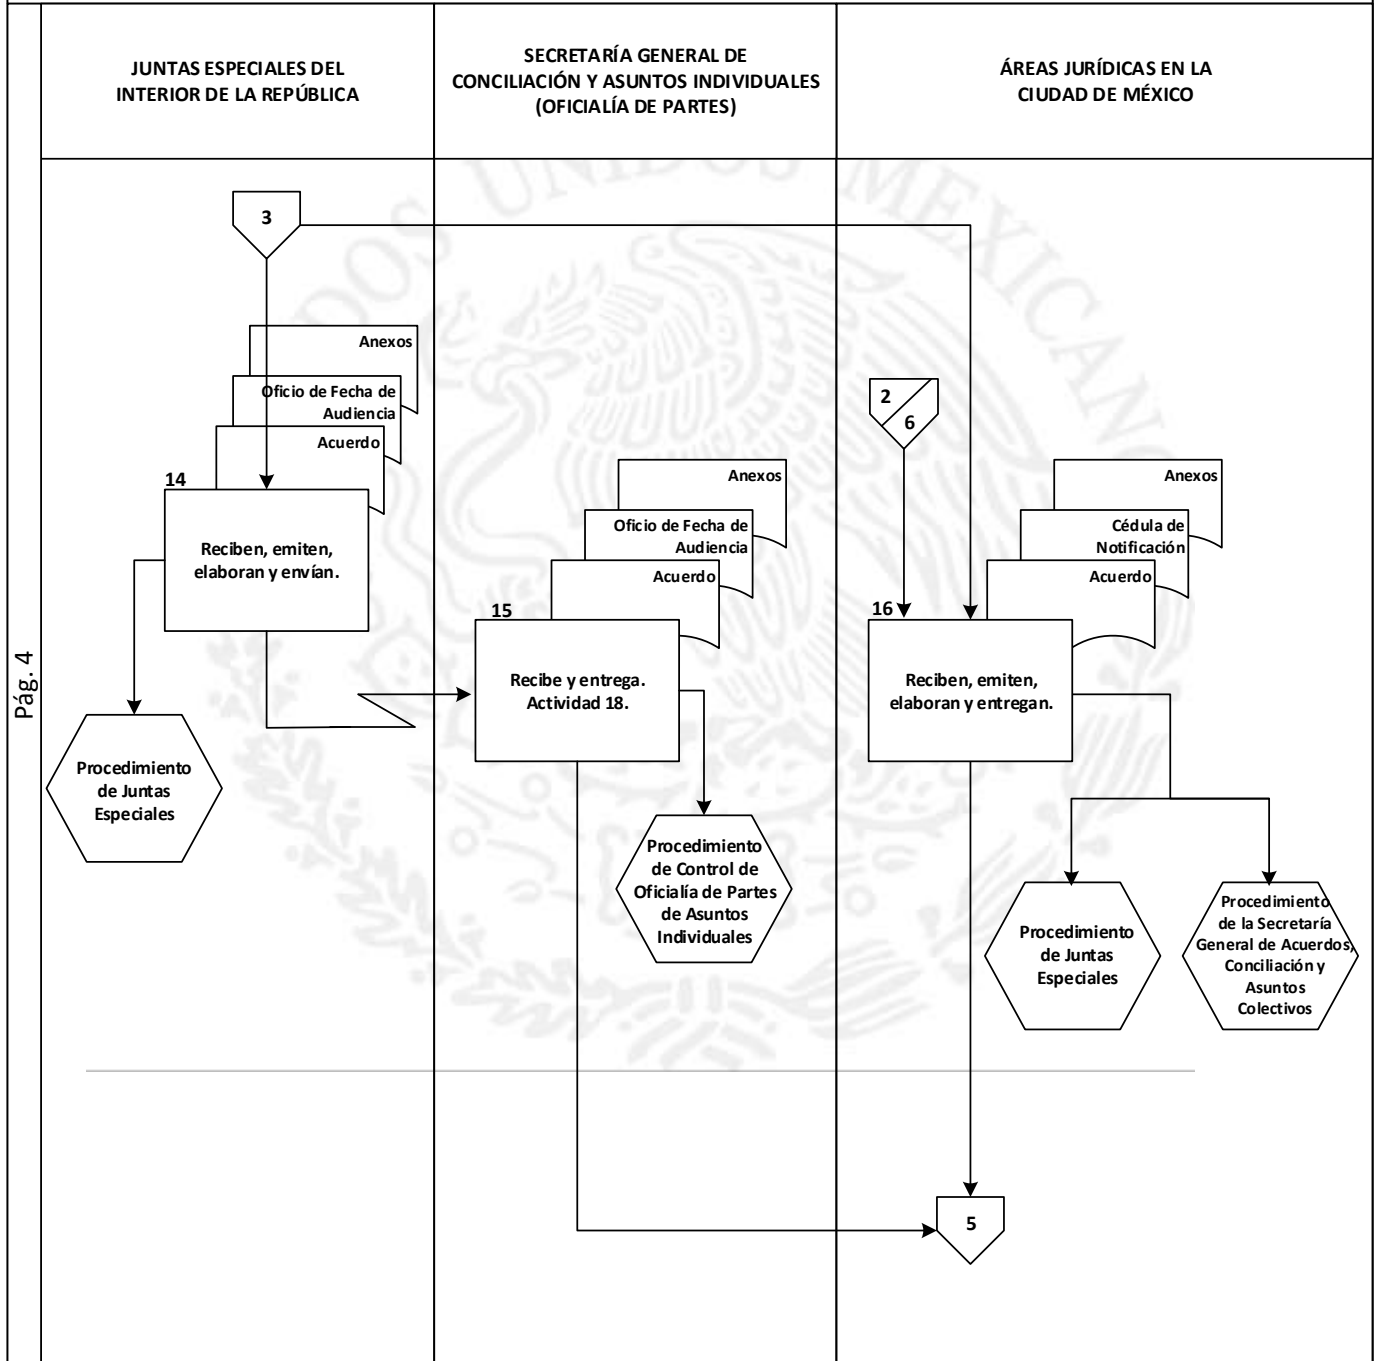 JUNTAS ESPECIALES DEL
INTERIOR DE LA REPÚBLICA
SECRETARÍA GENERAL DE
CONCILIACIÓN Y ASUNTOS INDIVIDUALES
(OFICIALÍA DE PARTES)
ÁREAS JURÍDICAS EN LA
CIUDAD DE MÉXICO
Pág. 4
3
Anexos
Oficio de Fecha de
Audiencia
Acuerdo
14
Reciben, emiten,
elaboran y envían.
Procedimiento
de Juntas
Especiales
Anexos
Oficio de Fecha de
Audiencia
Acuerdo
15
Recibe y entrega.
Actividad 18.
Procedimiento
de Control de
Oficialía de Partes
de Asuntos
Individuales
2
6
Anexos
Cédula de
Notificación
Acuerdo
16
Reciben, emiten,
elaboran y entregan.
Procedimiento
de Juntas
Especiales
Procedimiento
de la Secretaría
General de Acuerdos,
Conciliación y
Asuntos
Colectivos
5
DOS UNIDOS MEXICANO